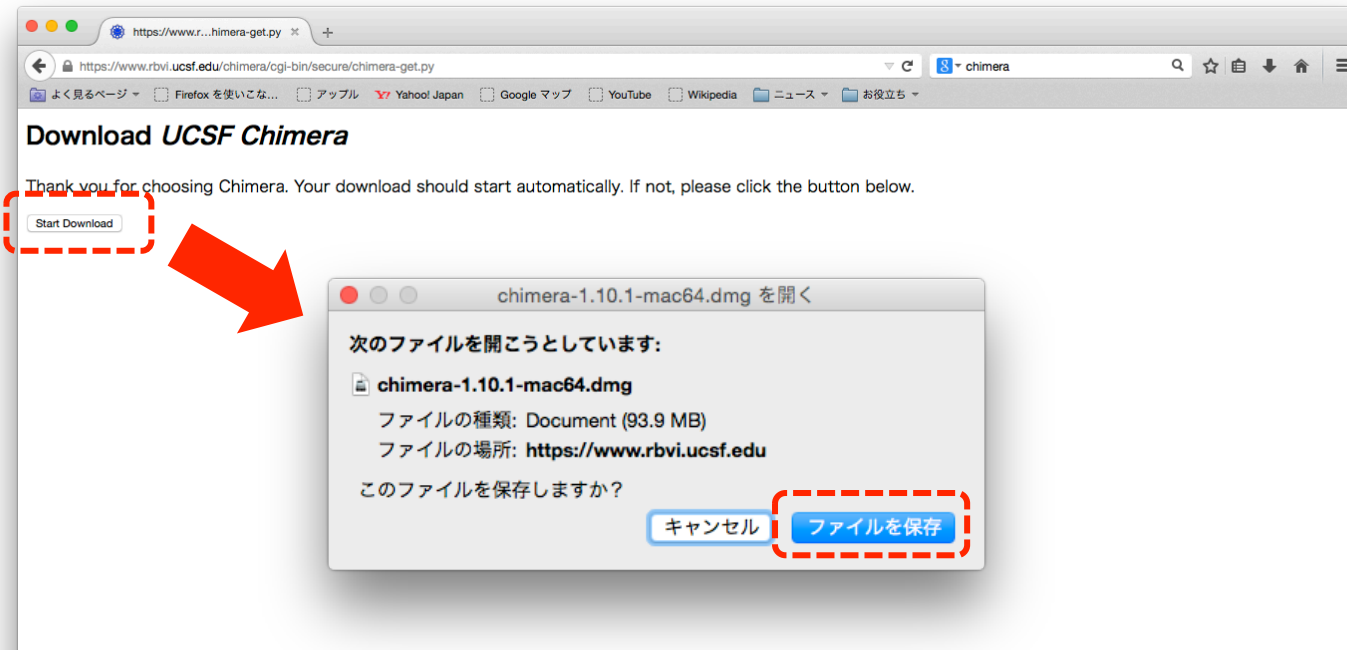 https://www.r...himera-get.py
https://www.rbvi.ucsf.edu/chimera/cgi-bin/secure/chimera-get.py
chimera
よく見るページ Firefox を使いこな... アップル Yahoo! Japan Google マップ YouTube Wikipedia ニュース お役立ち
Download UCSF Chimera
Thank you for choosing Chimera. Your download should start automatically. If not, please click the button below.
Start Download
chimera-1.10.1-mac64.dmg を開く
次のファイルを開こうとしています:
chimera-1.10.1-mac64.dmg
ファイルの種類: Document (93.9 MB)
ファイルの場所: https://www.rbvi.ucsf.edu
このファイルを保存しますか？
キャンセル ファイルを保存